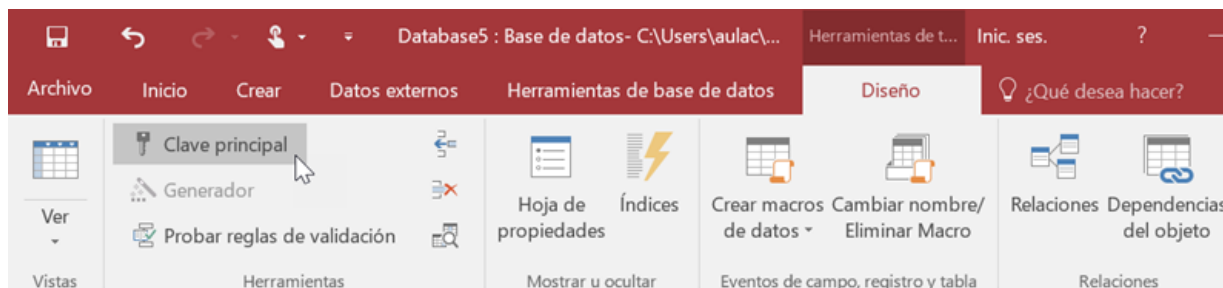 Database5 : Base de datos- C:\Users\aulac\... Herramientas de t... Inic. ses. ?
Archivo Inicio Crear Datos externos Herramientas de base de datos Diseño ¿Qué desea hacer?
Ver
Clave principal
Generador
Probar reglas de validación
Hoja de
propiedades
Índices
Crear macros
de datos
Cambiar nombre/
Eliminar Macro
Relaciones
Dependencias
del objeto
Vistas Herramientas Mostrar u ocultar Eventos de campo, registro y tabla Relaciones